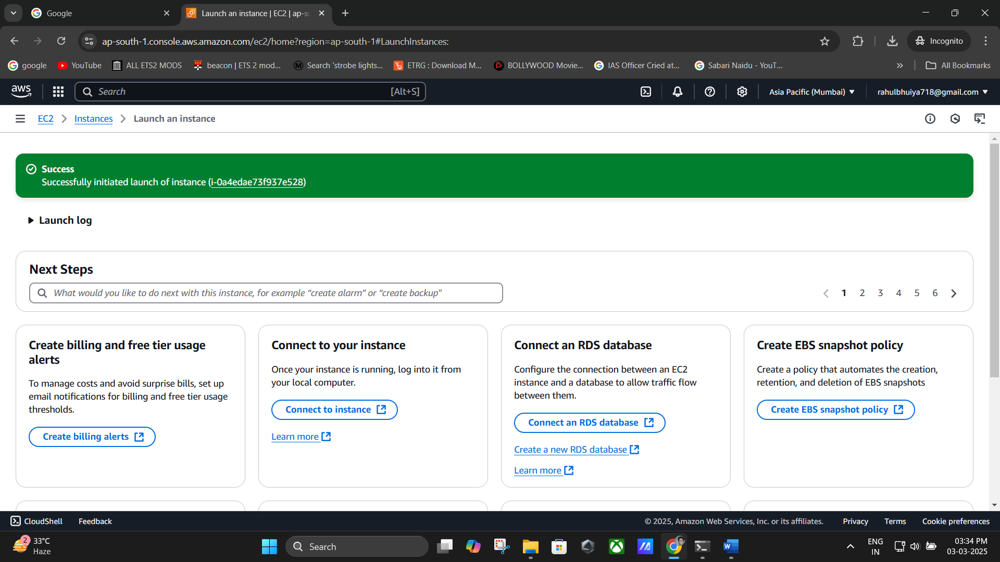 Google
Launch an instance | EC2 | ap-so
ap-south-1.console.aws.amazon.com/ec2/home?region=ap-south-1#LaunchInstances:
Incognito
google
YouTube
ALL ETS2 MODS
beacon | ETS 2 mod...
Search 'strobe lights...
ETRG : Download M...
BOLLYWOOD Movie...
IAS Officer Cried at...
Sabari Naidu - YouT...
All Bookmarks
aws
Search
[Alt+S]
Asia Pacific (Mumbai)
rahulbhuiya718@gmail.com
EC2
Instances
Launch an instance
Success
Successfully initiated launch of instance (i-0a4edae73f937e528)
Launch log
Next Steps
What would you like to do next with this instance, for example “create alarm” or “create backup"
1 2 3 4 5 6
Create billing and free tier usage
alerts
To manage costs and avoid surprise bills, set up
email notifications for billing and free tier usage
thresholds.
Create billing alerts
Connect to your instance
Once your instance is running, log into it from
your local computer.
Connect to instance
Learn more
Connect an RDS database
Configure the connection between an EC2
instance and a database to allow traffic flow
between them.
Connect an RDS database
Create a new RDS database
Learn more
Create EBS snapshot policy
Create a policy that automates the creation,
retention, and deletion of EBS snapshots
Create EBS snapshot policy
CloudShell
Feedback
© 2025, Amazon Web Services, Inc. or its affiliates.
Privacy
Terms
Cookie preferences
2
33°C
Haze
Search
ENG
IN
03:34 PM
03-03-2025